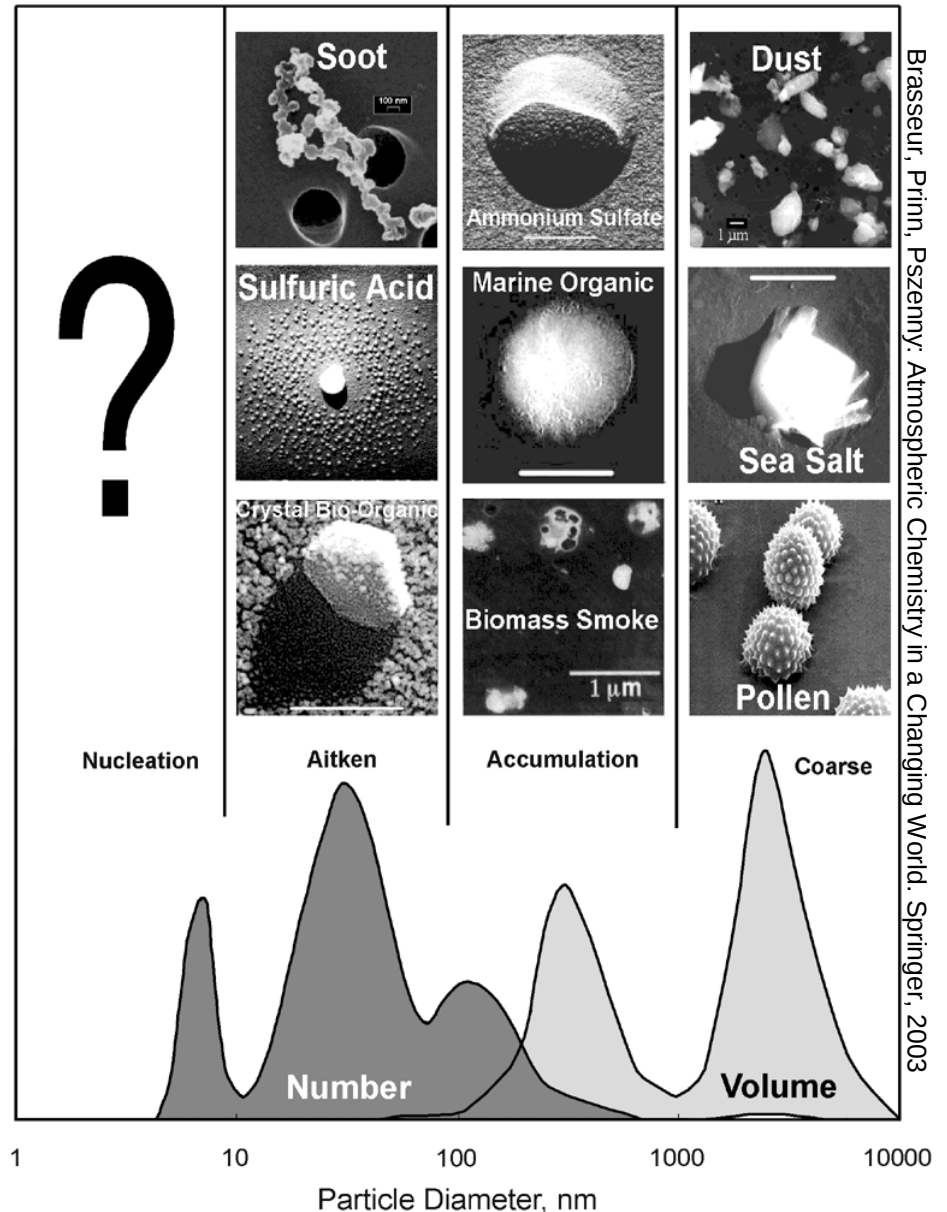 Soot
100 nm
Ammonium Sulfate
Dust
1 µm
Sulfuric Acid
Marine Organic
Sea Salt
?
Crystal Bio-Organic
Biomass Smoke
1 µm
Pollen
Nucleation
Aitken
Accumulation
Coarse
Number
Volume
1
10
100
1000
10000
Particle Diameter, nm
Brasseur, Prinn, Pszenny: Atmospheric Chemistry in a Changing World. Springer, 2003